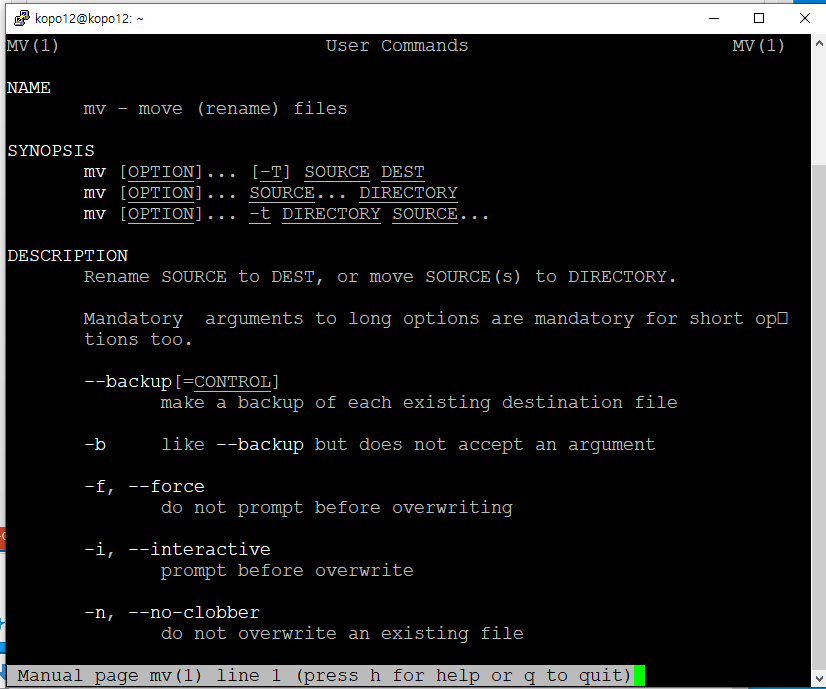 kopo12@kopo12: ~
MV(1) User Commands MV(1)
NAME
mv - move (rename) files
SYNOPSIS
mv [OPTION]... [-T] SOURCE DEST
mv [OPTION]... SOURCE... DIRECTORY
mv [OPTION]... -t DIRECTORY SOURCE...
DESCRIPTION
Rename SOURCE to DEST, or move SOURCE(s) to DIRECTORY.
Mandatory arguments to long options are mandatory for short op□
tions too.
--backup[=CONTROL]
make a backup of each existing destination file
-b like --backup but does not accept an argument
-f, --force
do not prompt before overwriting
-i, --interactive
prompt before overwrite
-n, --no-clobber
do not overwrite an existing file
Manual page mv(1) line 1 (press h for help or q to quit)